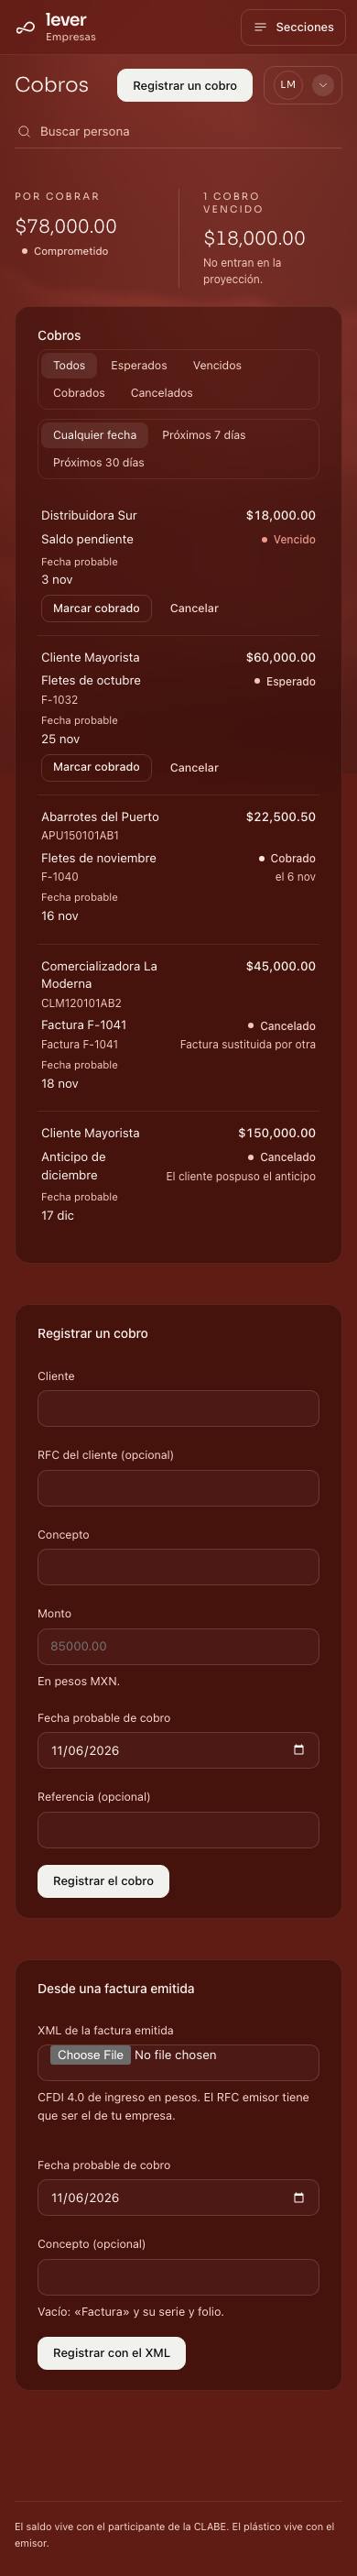 lever
Empresas
Secciones
Cobros
Registrar un cobro
LM
Buscar persona
POR COBRAR
$78,000.00
Comprometido
1 COBRO
VENCIDO
$18,000.00
No entran en la
proyección.
Cobros
Todos
Esperados
Vencidos
Cobrados
Cancelados
Cualquier fecha
Próximos 7 días
Próximos 30 días
Distribuidora Sur
$18,000.00
Saldo pendiente
Vencido
Fecha probable
3 nov
Marcar cobrado
Cancelar
Cliente Mayorista
$60,000.00
Fletes de octubre
Esperado
F-1032
Fecha probable
25 nov
Marcar cobrado
Cancelar
Abarrotes del Puerto
$22,500.50
APU150101AB1
Fletes de noviembre
Cobrado
F-1040
el 6 nov
Fecha probable
16 nov
Comercializadora La
Moderna
$45,000.00
CLM120101AB2
Factura F-1041
Cancelado
Factura F-1041
Factura sustituida por otra
Fecha probable
18 nov
Cliente Mayorista
$150,000.00
Anticipo de
diciembre
Cancelado
El cliente pospuso el anticipo
Fecha probable
17 dic
Registrar un cobro
Cliente
RFC del cliente (opcional)
Concepto
Monto
85000.00
En pesos MXN.
Fecha probable de cobro
11/06/2026
Referencia (opcional)
Registrar el cobro
Desde una factura emitida
XML de la factura emitida
Choose File No file chosen
CFDI 4.0 de ingreso en pesos. El RFC emisor tiene
que ser el de tu empresa.
Fecha probable de cobro
11/06/2026
Concepto (opcional)
Vacío: «Factura» y su serie y folio.
Registrar con el XML
El saldo vive con el participante de la CLABE. El plástico vive con el
emisor.